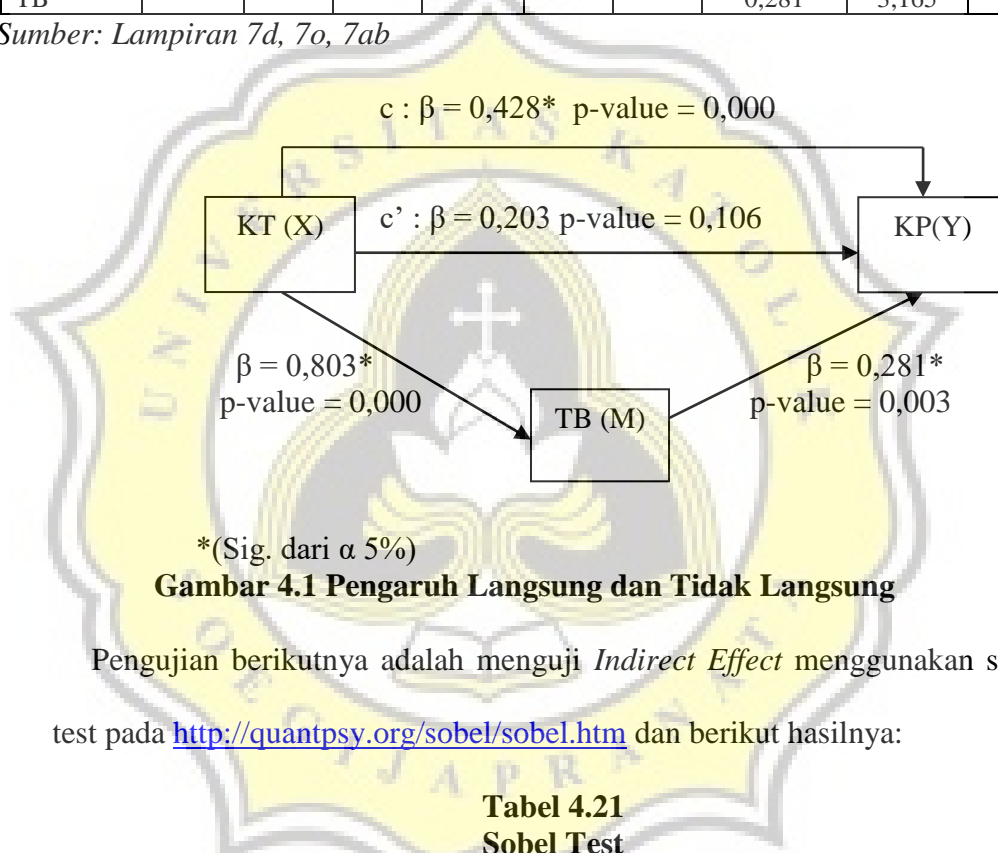 TB 0,281 3,165
Sumber: Lampiran 7d, 7o, 7ab
c : β = 0,428* p-value = 0,000
KT (X)
c’ : β = 0,203 p-value = 0,106
KP(Y)
β = 0,803*
p-value = 0,000
β = 0,281*
p-value = 0,003
TB (M)
*(Sig. dari α 5%)
Gambar 4.1 Pengaruh Langsung dan Tidak Langsung
Pengujian berikutnya adalah menguji Indirect Effect menggunakan s
test pada http://quantpsy.org/sobel/sobel.htm dan berikut hasilnya:
Tabel 4.21
Sobel Test
UNIVERSITAS KATOLIK
SOEGIJAPRANATA